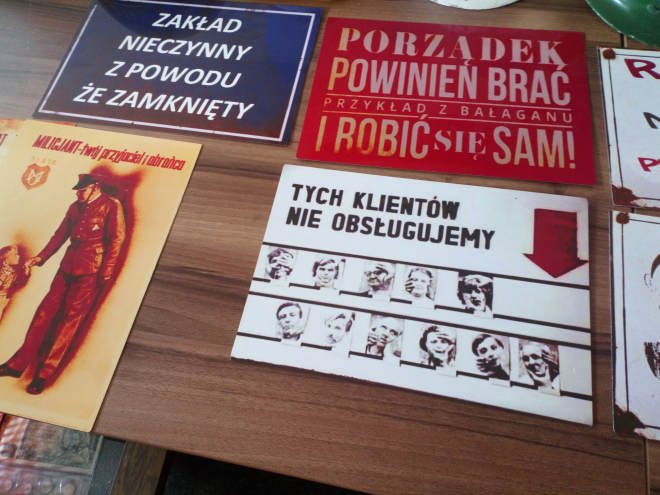 ZAKŁAD
NIECZYNNY
Z POWODU
ŻE ZAMKNIĘTY
PORZĄDEK
POWINIEN BRAĆ
PRZYKŁAD Z BAŁAGANU
I ROBIĆ SIĘ SAM!
MILICJANT-twój przyjaciel i obrońca
TYCH KLIENTÓW
NIE OBSŁUGUJEMY